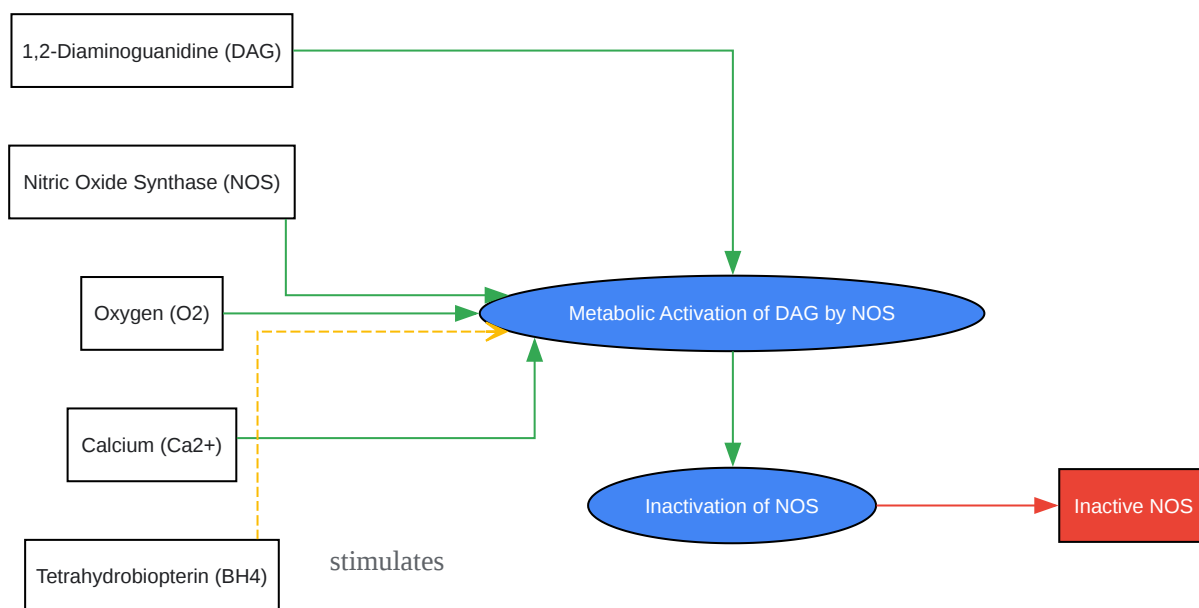 1,2-Diaminoguanidine (DAG)
Nitric Oxide Synthase (NOS)
Oxygen (O2)
Metabolic Activation of DAG by NOS
Calcium (Ca2+)
Inactivation of NOS
Inactive NOS
Tetrahydrobiopterin (BH4)
stimulates